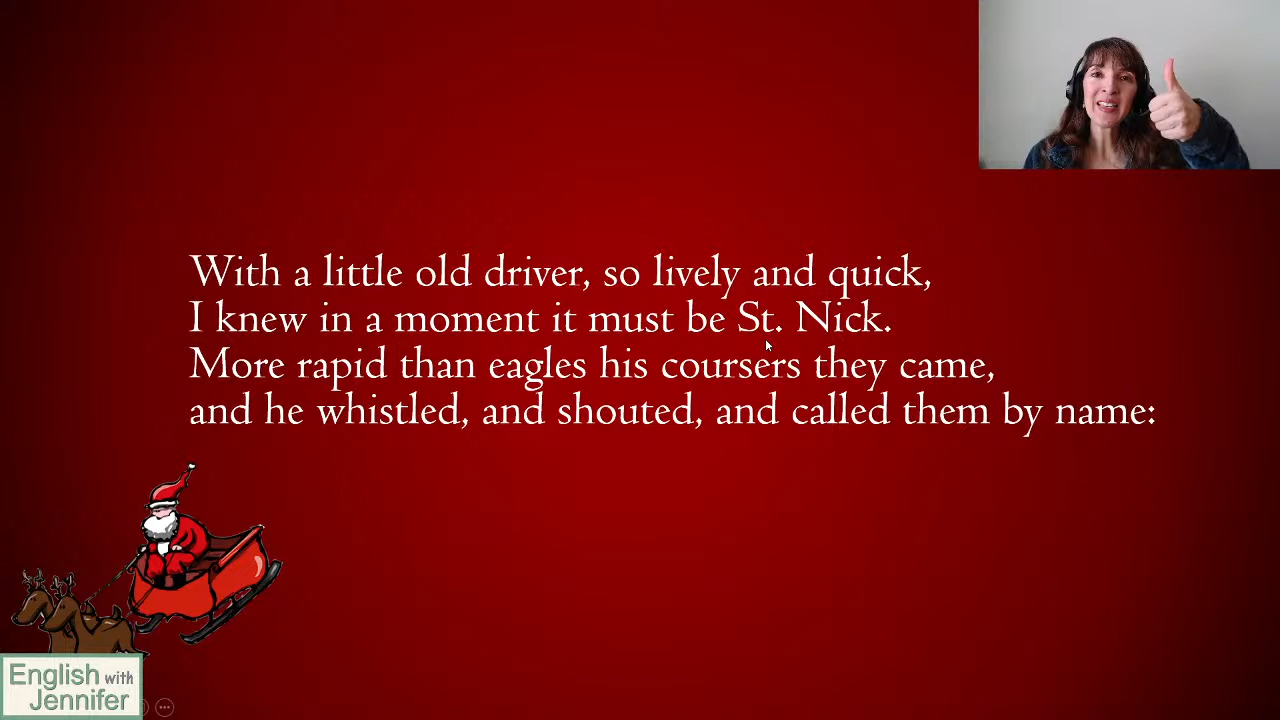 With a little old driver, so lively and quick,
I knew in a moment it must be St. Nick.
More rapid than eagles his coursers they came,
and he whistled, and shouted, and called them by name:
English with
Jennifer